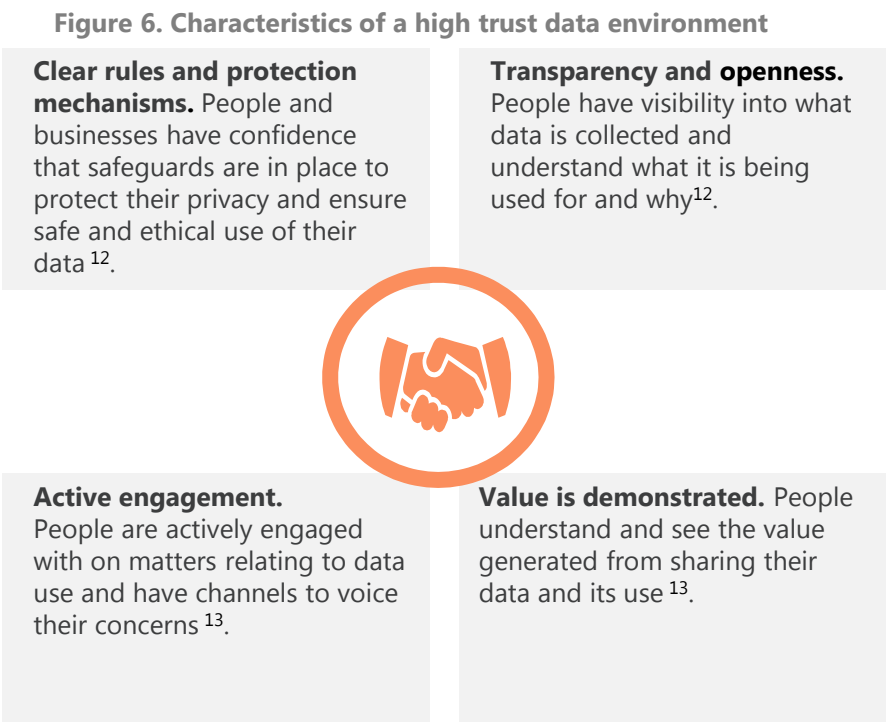 Figure 6. Characteristics of a high trust data environment
Clear rules and protection
mechanisms. People and
businesses have confidence
that safeguards are in place to
protect their privacy and ensure
safe and ethical use of their
data 12.
Transparency and openness.
People have visibility into what
data is collected and
understand what it is being
used for and why12.
Active engagement.
People are actively engaged
with on matters relating to data
use and have channels to voice
their concerns 13.
Value is demonstrated. People
understand and see the value
generated from sharing their
data and its use 13.